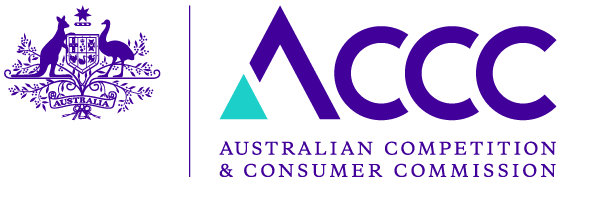 AUSTRALIA
ACCC
AUSTRALIAN COMPETITION
& CONSUMER COMMISSION